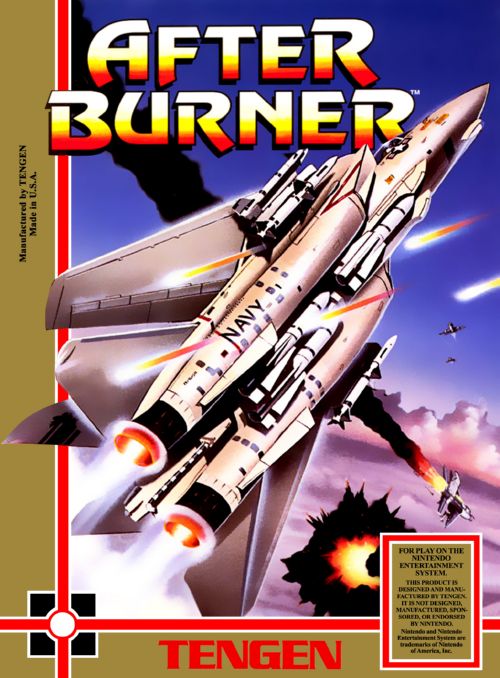 AFTER
BURNER™
Manufactured by TENGEN
Made in U.S.A.
NAVY
FOR PLAY ON THE
NINTENDO
ENTERTAINMENT
SYSTEM.
THIS PRODUCT IS
DESIGNED AND MANU-
FACTURED BY TENGEN.
IT IS NOT DESIGNED,
MANUFACTURED, SPON-
SORED, OR ENDORSED
BY NINTENDO.
Nintendo and Nintendo
Entertainment System are
trademarks of Nintendo
of America, Inc.
TENGEN